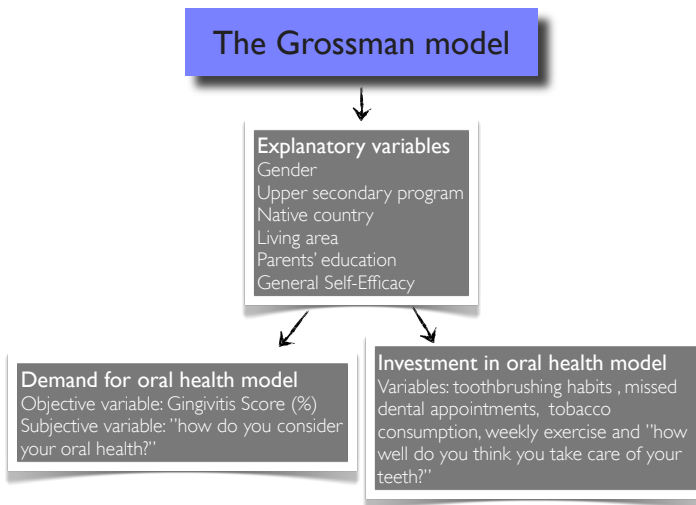 The Grossman model
Explanatory variables
Gender
Upper secondary program
Native country
Living area
Parents' education
General Self-Efficacy
Demand for oral health model
Objective variable: Gingivitis Score (%)
Subjective variable: ”how do you consider
your oral health?”
Investment in oral health model
Variables: toothbrushing habits , missed
dental appointments, tobacco
consumption, weekly exercise and ”how
well do you think you take care of your
teeth?”